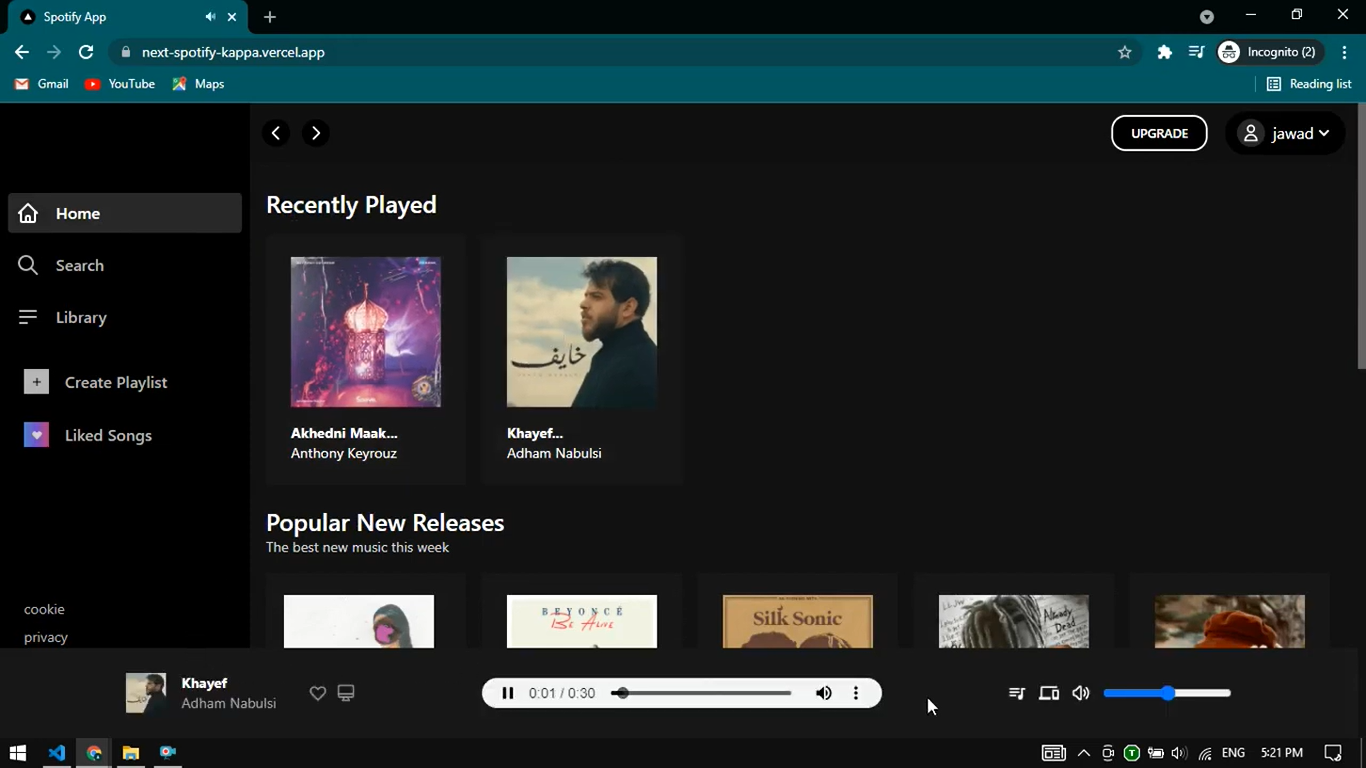 Spotify App
next-spotify-kappa.vercel.app
Incognito (2)
Gmail
YouTube
Maps
Reading list
UPGRADE
jawad
Home
Search
Library
Create Playlist
Liked Songs
cookie
privacy
Recently Played
خايف
Akhedni Maak...
Anthony Keyrouz
Khayef...
Adham Nabulsi
Popular New Releases
The best new music this week
BEYONCÉ
BE ALIVE
Silk Sonic
Already
Dead
Khayef
Adham Nabulsi
0:01 / 0:30
ENG
5:21 PM